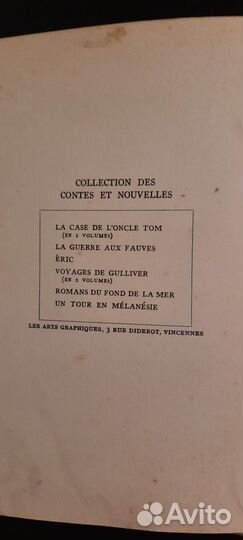 COLLECTION DES
CONTES ET NOUVELLES
LA CASE DE L'ONCLE TOM
(EN 2 VOLUMES)
LA GUERRE AUX FAUVES
ÉRIC
VOYAGES DE GULLIVER
(EN 2 VOLUMES)
ROMANS DU FOND DE LA MER
UN TOUR EN MÉLANÉSIE
LES ARTS GRAPHIQUES, 3 RUE DIDEROT, VINCENNES
Avito